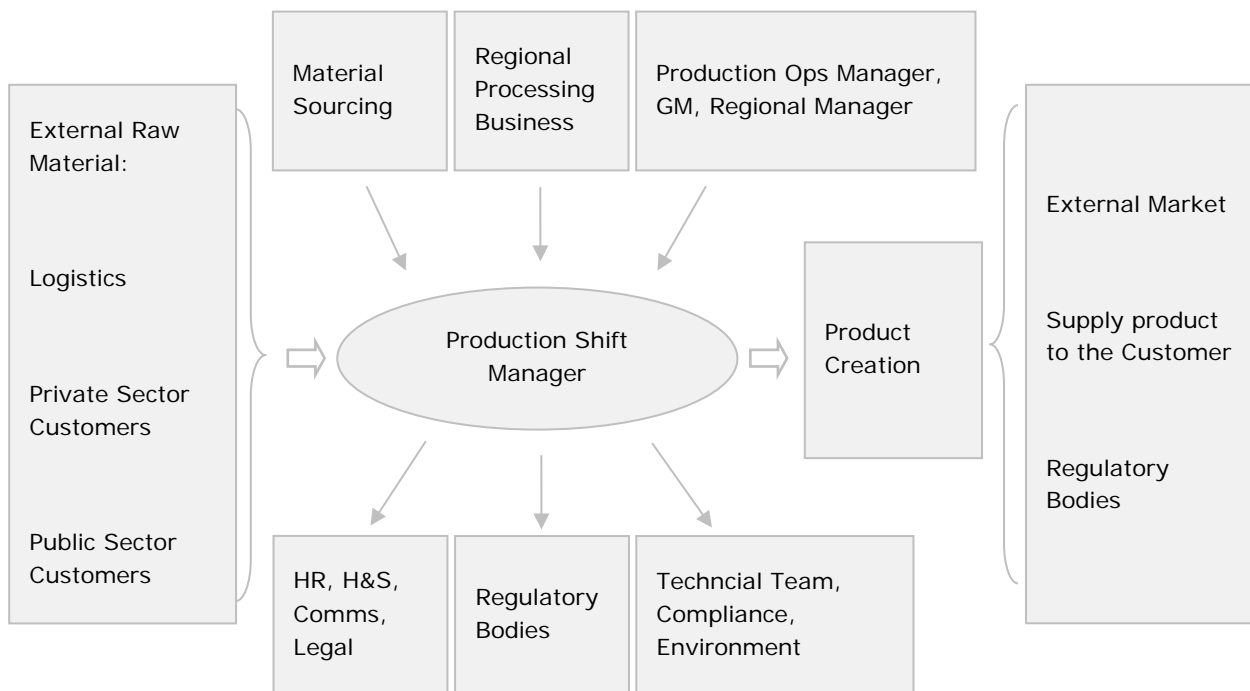 External Raw
Material:
Logistics
Private Sector
Customers
Public Sector
Customers
Material
Sourcing
Regional
Processing
Business
Production Ops Manager,
GM, Regional Manager
Production Shift
Manager
Product
Creation
HR, H&S,
Comms,
Legal
Regulatory
Bodies
Techncial Team,
Compliance,
Environment
External Market
Supply product
to the Customer
Regulatory
Bodies